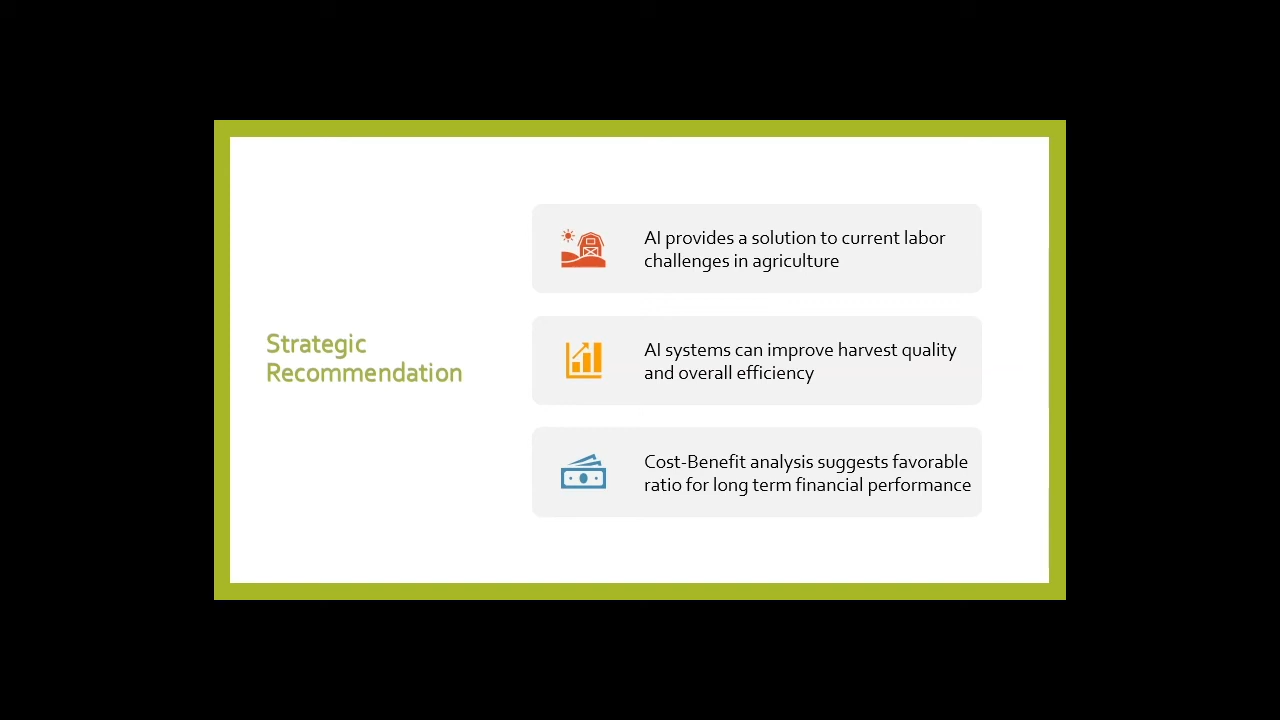 Strategic
Recommendation
AI provides a solution to current labor
challenges in agriculture
AI systems can improve harvest quality
and overall efficiency
Cost-Benefit analysis suggests favorable
ratio for long term financial performance